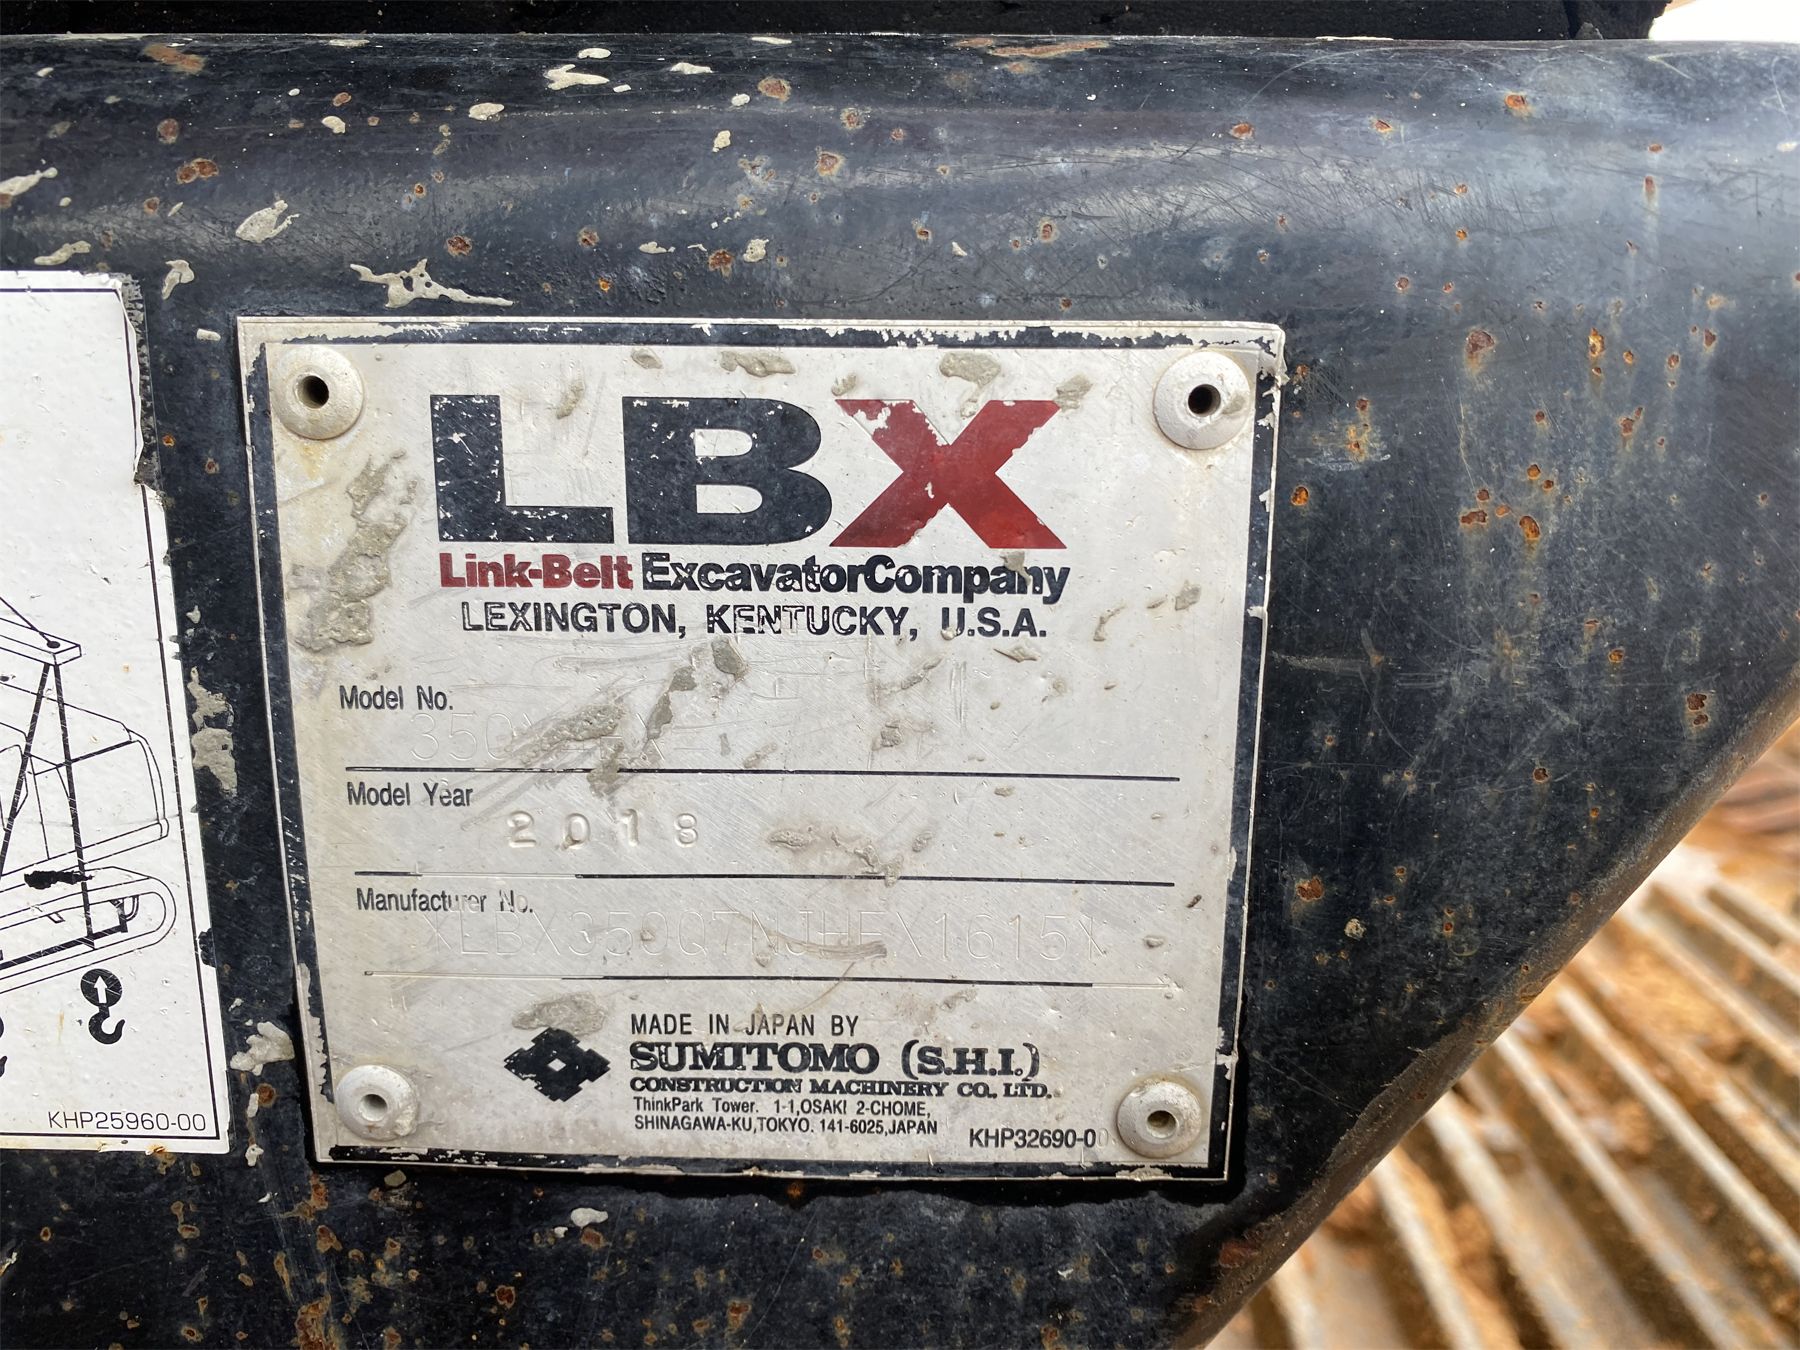 LBX
Link-Belt ExcavatorCompany
LEXINGTON, KENTUCKY, U.S.A.
Model No.
Model Year
2018
Manufacturer No.
MADE IN JAPAN BY
SUMITOMO (S.H.I.)
CONSTRUCTION MACHINERY CO., LTD.
ThinkPark Tower. 1-1,OSAKI 2-CHOME,
SHINAGAWA-KU,TOKYO. 141-6025,JAPAN
KHP32690-00
KHP25960-00